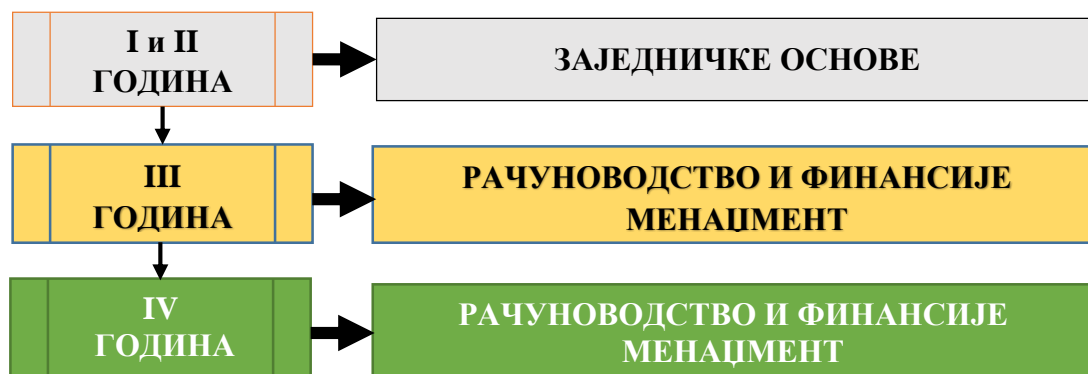 I и II
ГОДИНА
ЗАЈЕДНИЧКЕ ОСНОВЕ
III
ГОДИНА
РАЧУНОВОДСТВО И ФИНАНСИЈЕ
МЕНАЏМЕНТ
IV
ГОДИНА
РАЧУНОВОДСТВО И ФИНАНСИЈЕ
МЕНАЏМЕНТ